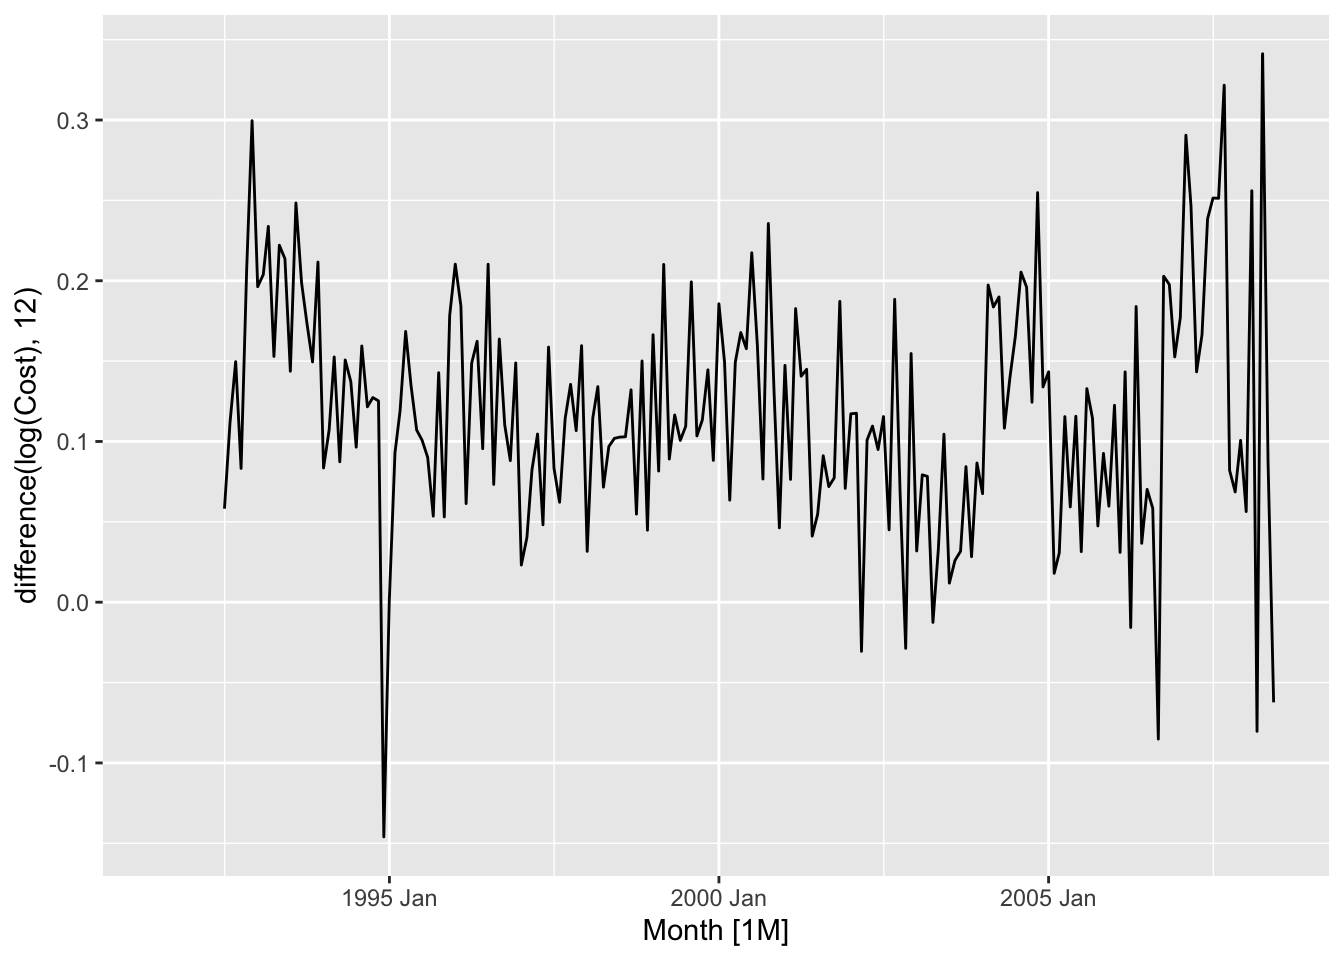 difference(log(Cost), 12)
0.3
0.2
0.1
0.0
-0.1
1995 Jan
2000 Jan
2005 Jan
Month [1M]